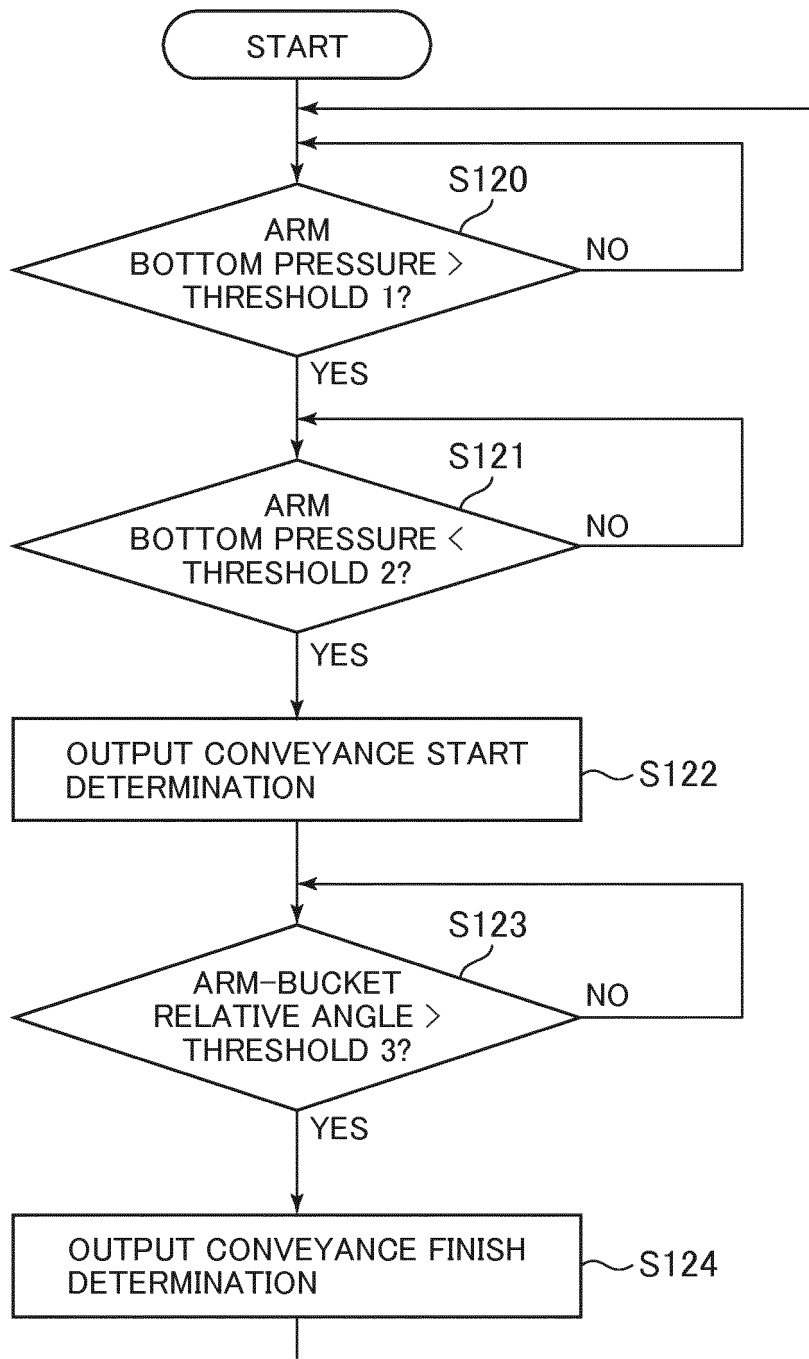 START
S120
ARM
BOTTOM PRESSURE >
THRESHOLD 1?
NO
YES
S121
ARM
BOTTOM PRESSURE <
THRESHOLD 2?
NO
YES
OUTPUT CONVEYANCE START
DETERMINATION
S122
S123
ARM-BUCKET
RELATIVE ANGLE >
THRESHOLD 3?
NO
YES
OUTPUT CONVEYANCE FINISH
DETERMINATION
S124